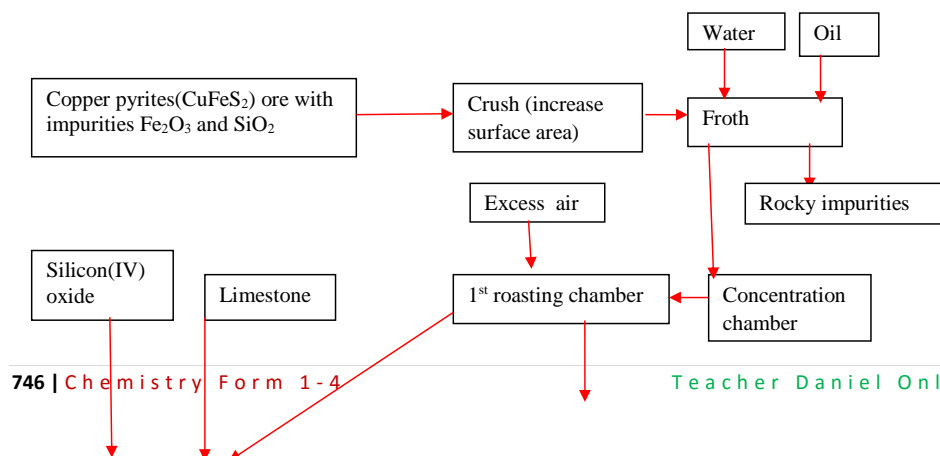 Water
Oil
Copper pyrites(CuFeS₂) ore with
impurities Fe₂O₃ and SiO₂
Crush (increase
surface area)
Froth
Excess air
Rocky impurities
Silicon(IV)
oxide
Limestone
1ˢᵗ roasting chamber
Concentration
chamber
746 | Chemistry Form 1-4
Teacher Daniel Onl